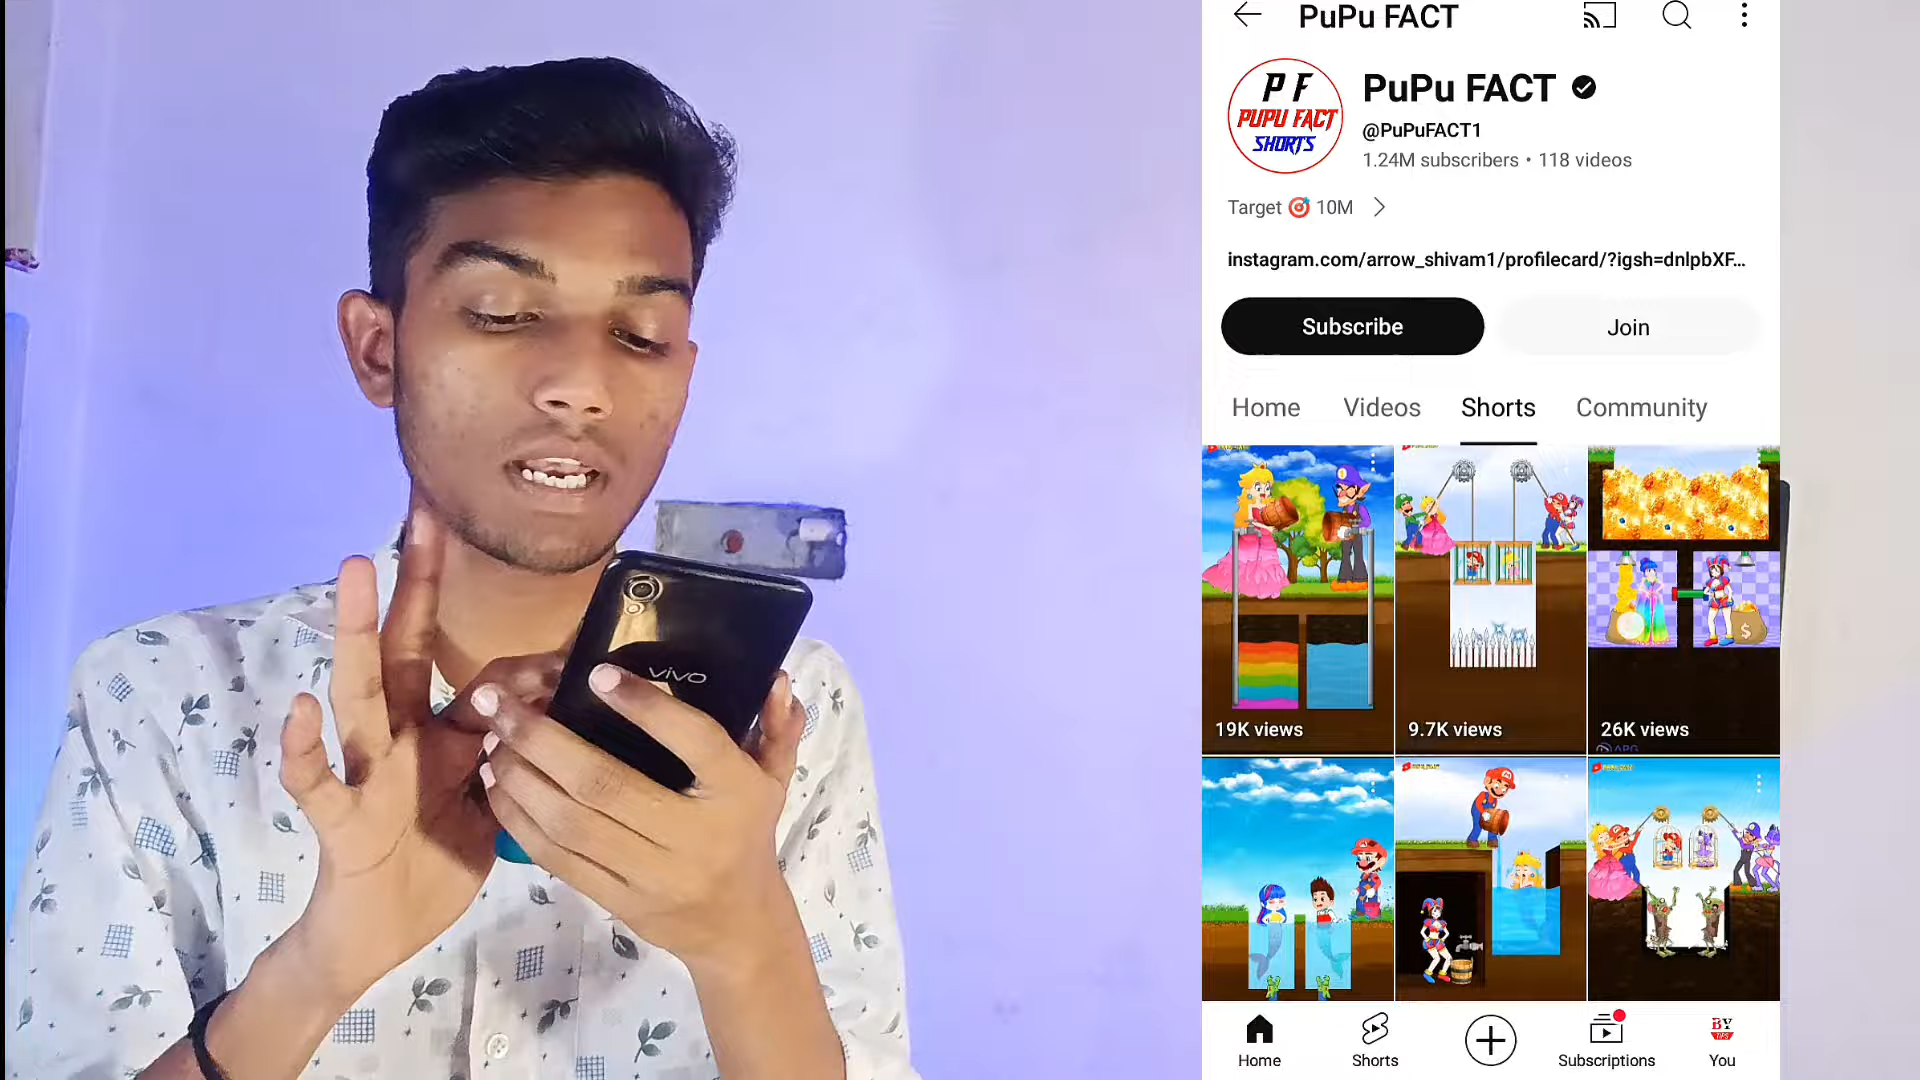 PuPu FACT
P F
PUPU FACT
SHORTS
PuPu FACT
@PuPuFACT1
1.24M subscribers • 118 videos
Target 🎯 10M
instagram.com/arrow_shivam1/profilecard/?igsh=dnlpbXF...
Subscribe
Join
Home
Videos
Shorts
Community
vivo
19K views
9.7K views
26K views
$
Home
Shorts
Subscriptions
BY
TIPS
You